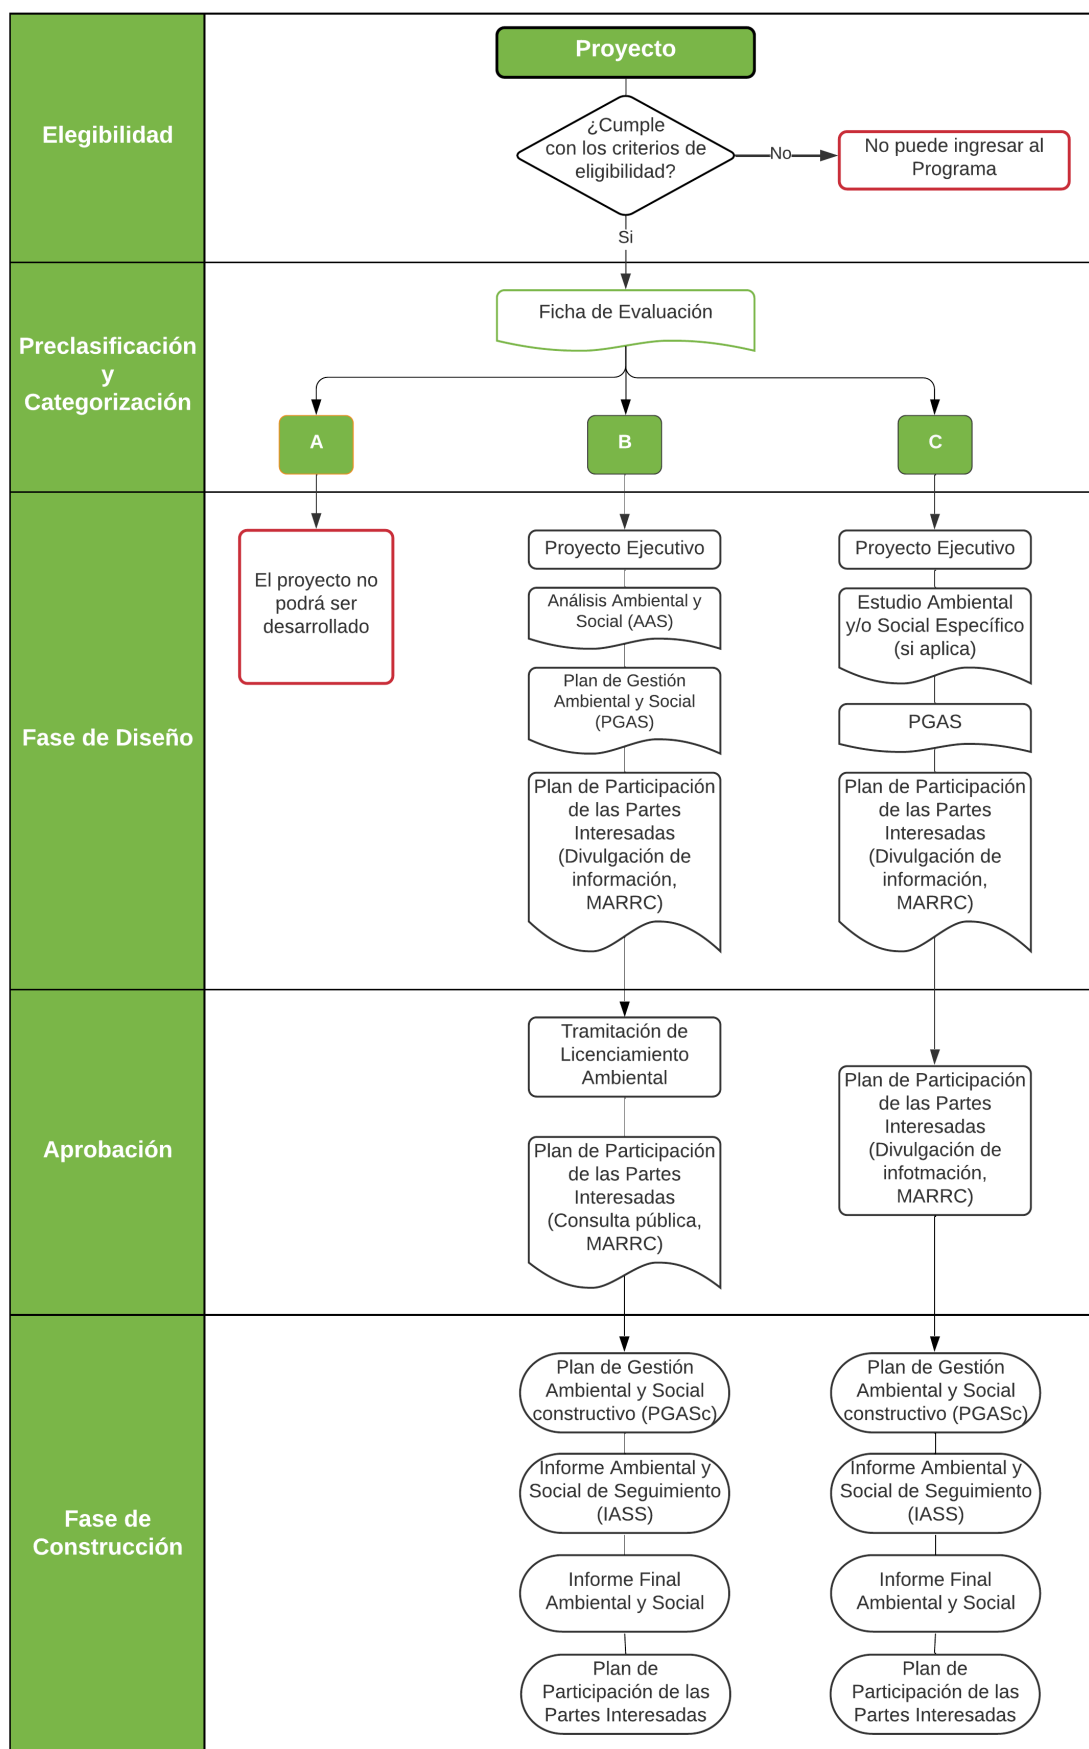 Elegibilidad
Proyecto
¿Cumple
con los criterios de
eligibilidad?
No
No puede ingresar al
Programa
Si
Preclasificación
y
Categorización
Ficha de Evaluación
A
B
C
Fase de Diseño
El proyecto no
podrá ser
desarrollado
Proyecto Ejecutivo
Análisis Ambiental y
Social (AAS)
Plan de Gestión
Ambiental y Social
(PGAS)
Plan de Participación
de las Partes
Interesadas
(Divulgación de
información,
MARRC)
Proyecto Ejecutivo
Estudio Ambiental
y/o Social Específico
(si aplica)
PGAS
Plan de Participación
de las Partes
Interesadas
(Divulgación de
información,
MARRC)
Aprobación
Tramitación de
Licenciamiento
Ambiental
Plan de Participación
de las Partes
Interesadas
(Consulta pública,
MARRC)
Plan de Participación
de las Partes
Interesadas
(Divulgación de
infotmación,
MARRC)
Fase de
Construcción
Plan de Gestión
Ambiental y Social
constructivo (PGASc)
Informe Ambiental y
Social de Seguimiento
(IASS)
Informe Final
Ambiental y Social
Plan de
Participación de las
Partes Interesadas
Plan de Gestión
Ambiental y Social
constructivo (PGASc)
Informe Ambiental y
Social de Seguimiento
(IASS)
Informe Final
Ambiental y Social
Plan de
Participación de las
Partes Interesadas